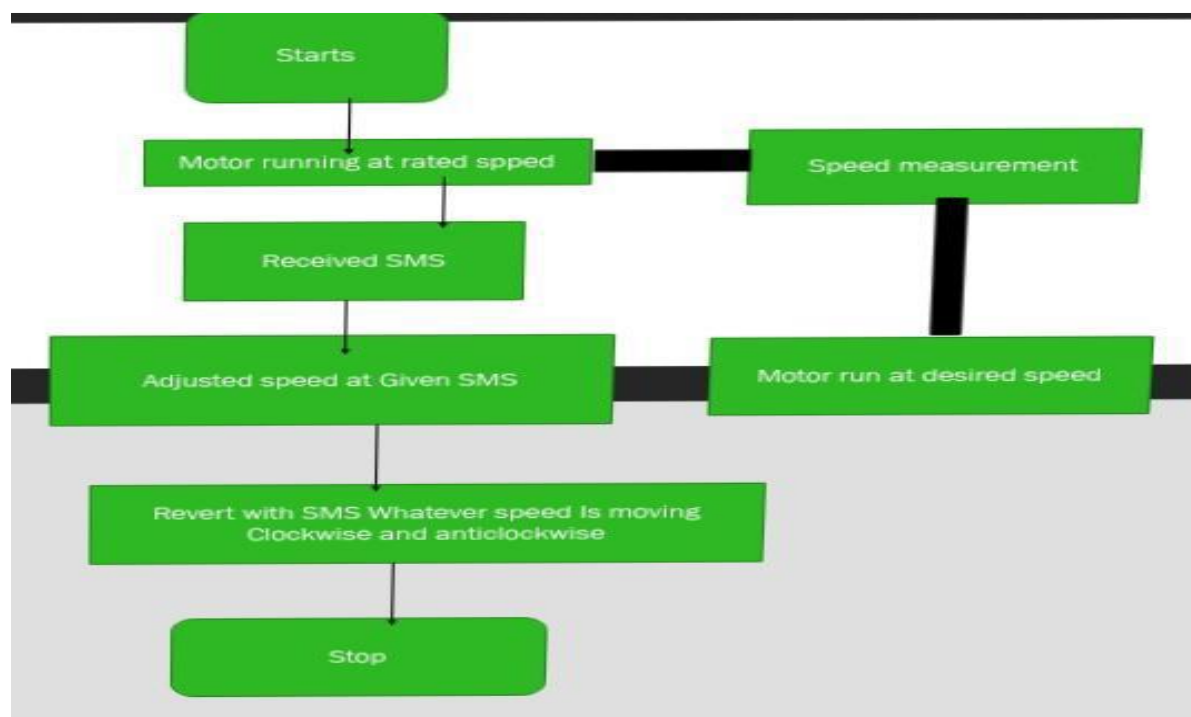 Starts
Motor running at rated spped
Speed measurement
Received SMS
Adjusted speed at Given SMS
Motor run at desired speed
Revert with SMS Whatever speed Is moving
Clockwise and anticlockwise
Stop